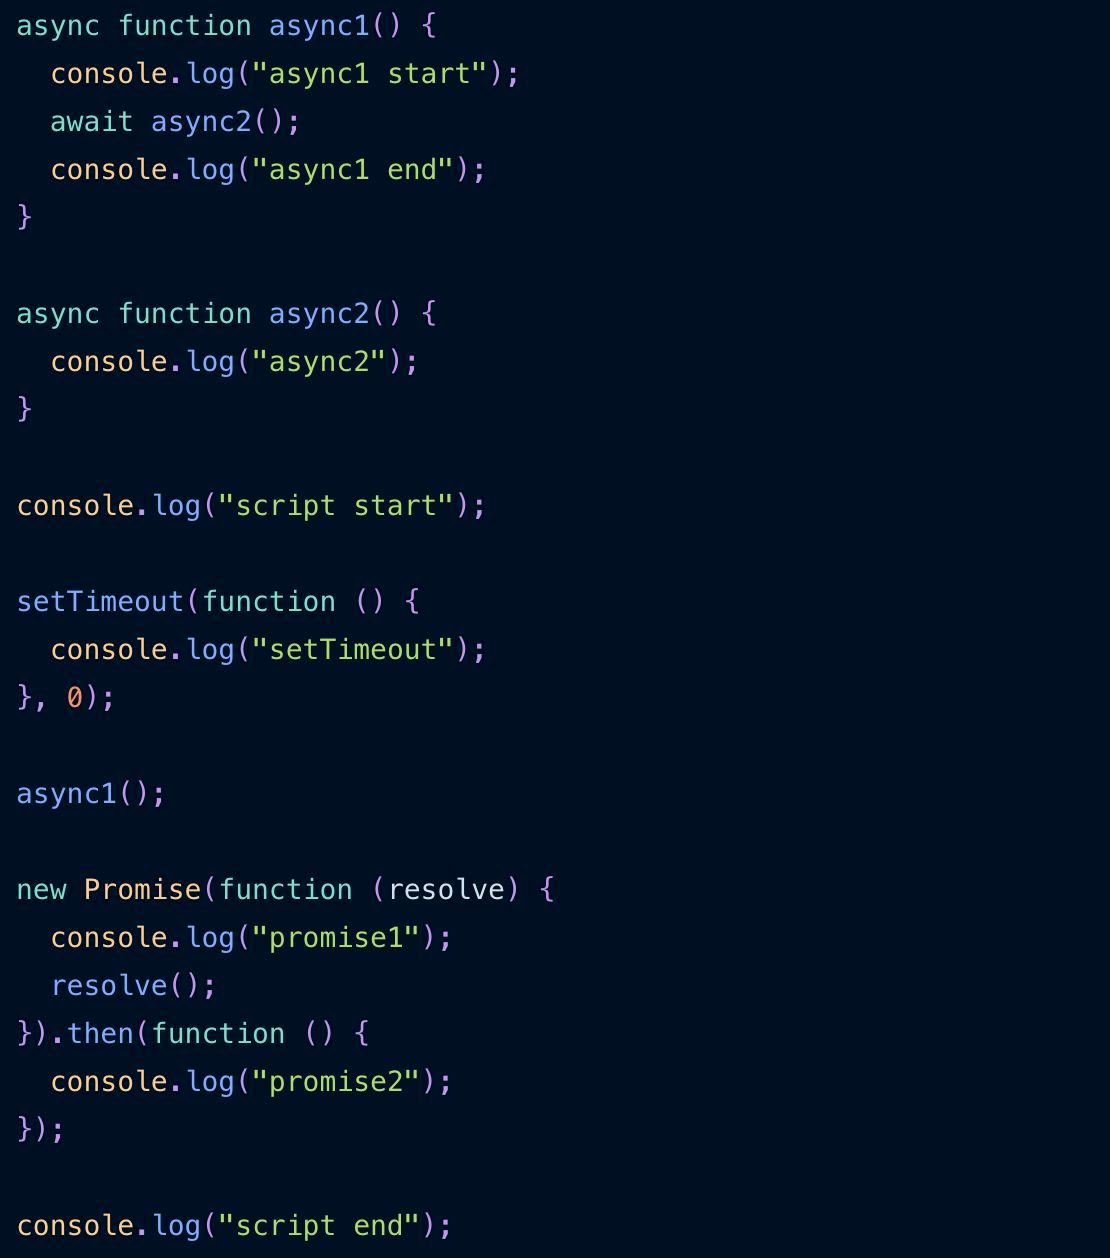 async function async1() {
  console.log("async1 start");
  await async2();
  console.log("async1 end");
}

async function async2() {
  console.log("async2");
}

console.log("script start");

setTimeout(function () {
  console.log("setTimeout");
}, 0);

async1();

new Promise(function (resolve) {
  console.log("promise1");
  resolve();
}).then(function () {
  console.log("promise2");
});

console.log("script end");